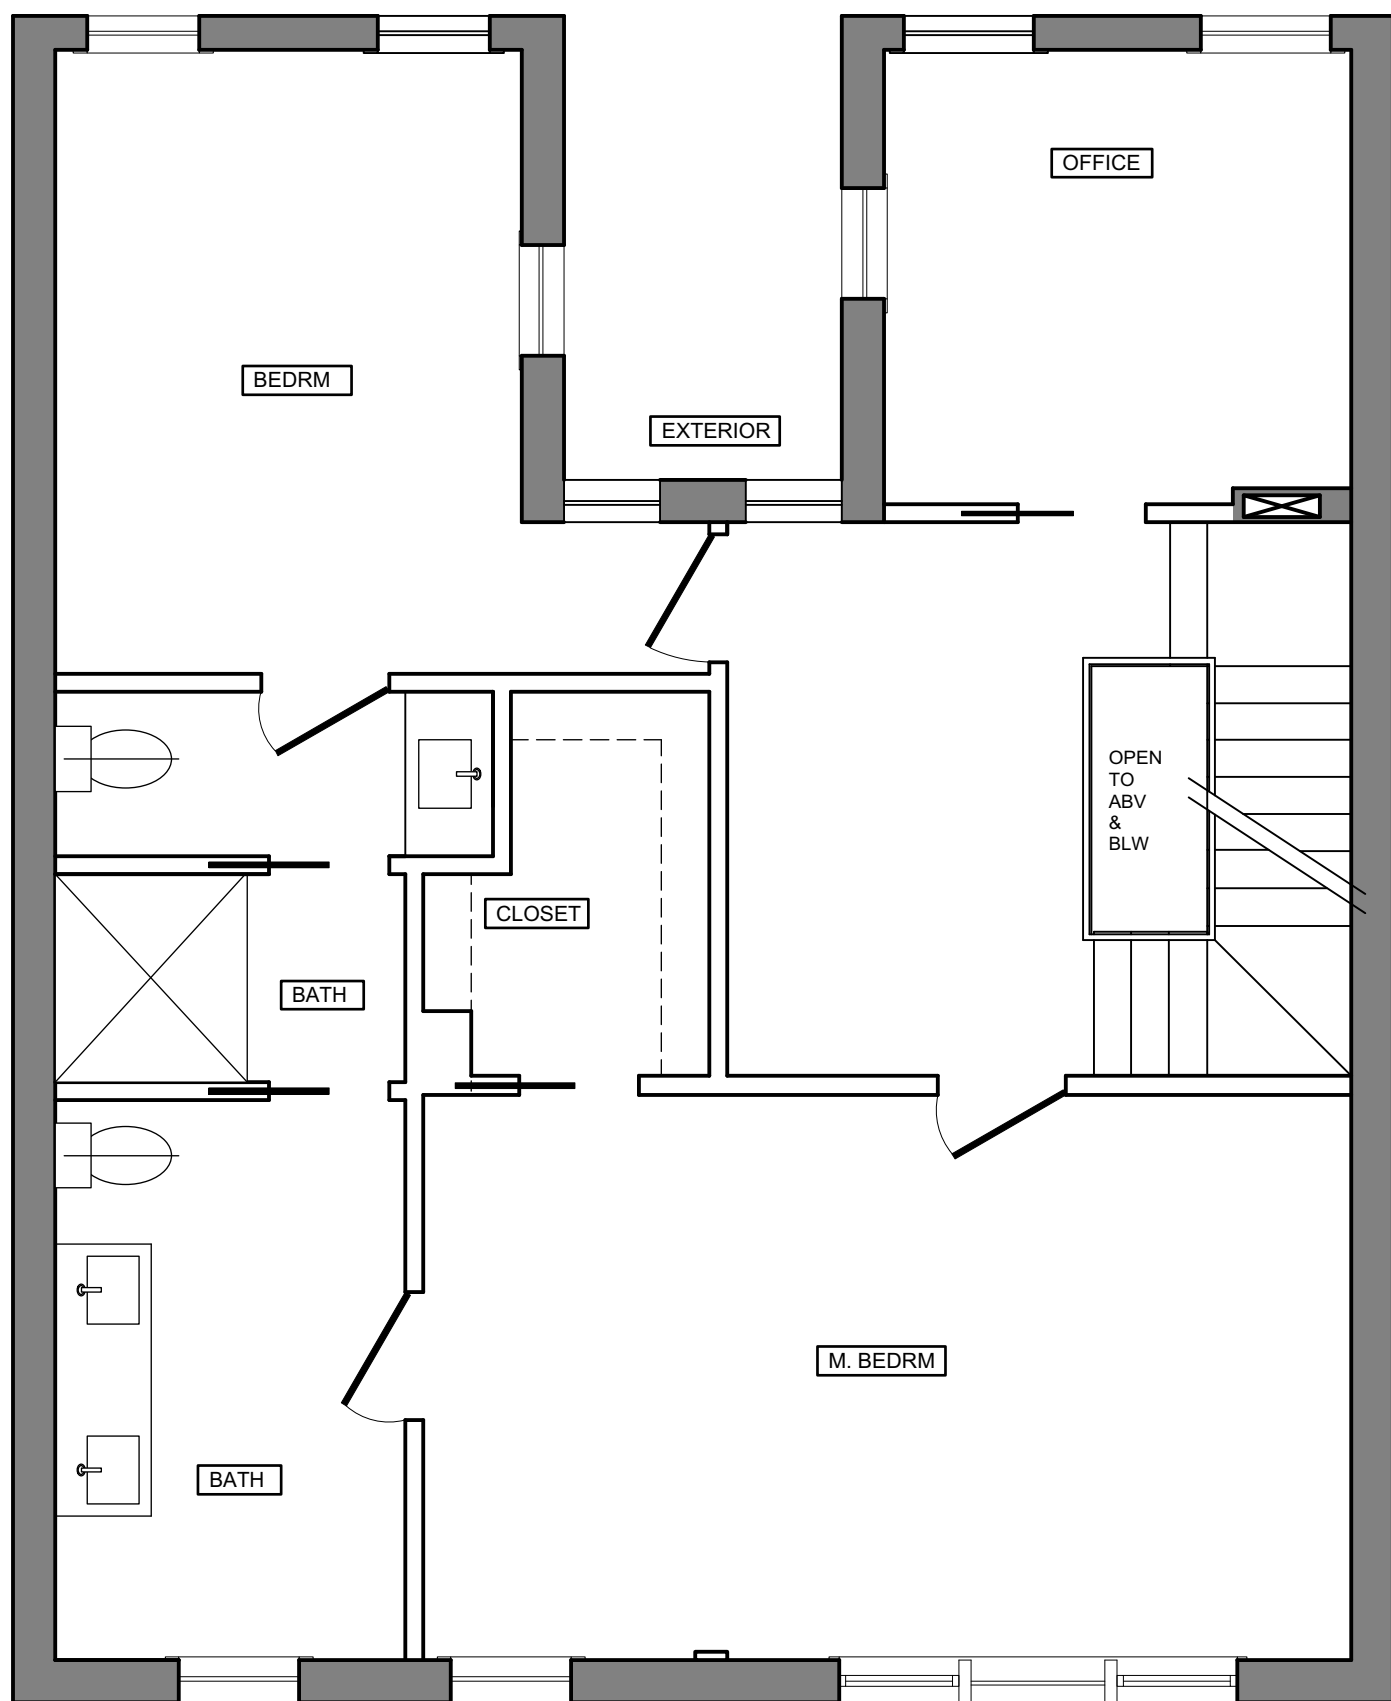 OFFICE
BEDRM
EXTERIOR
OPEN
TO
ABV
&
BLW
CLOSET
BATH
M. BEDRM
BATH